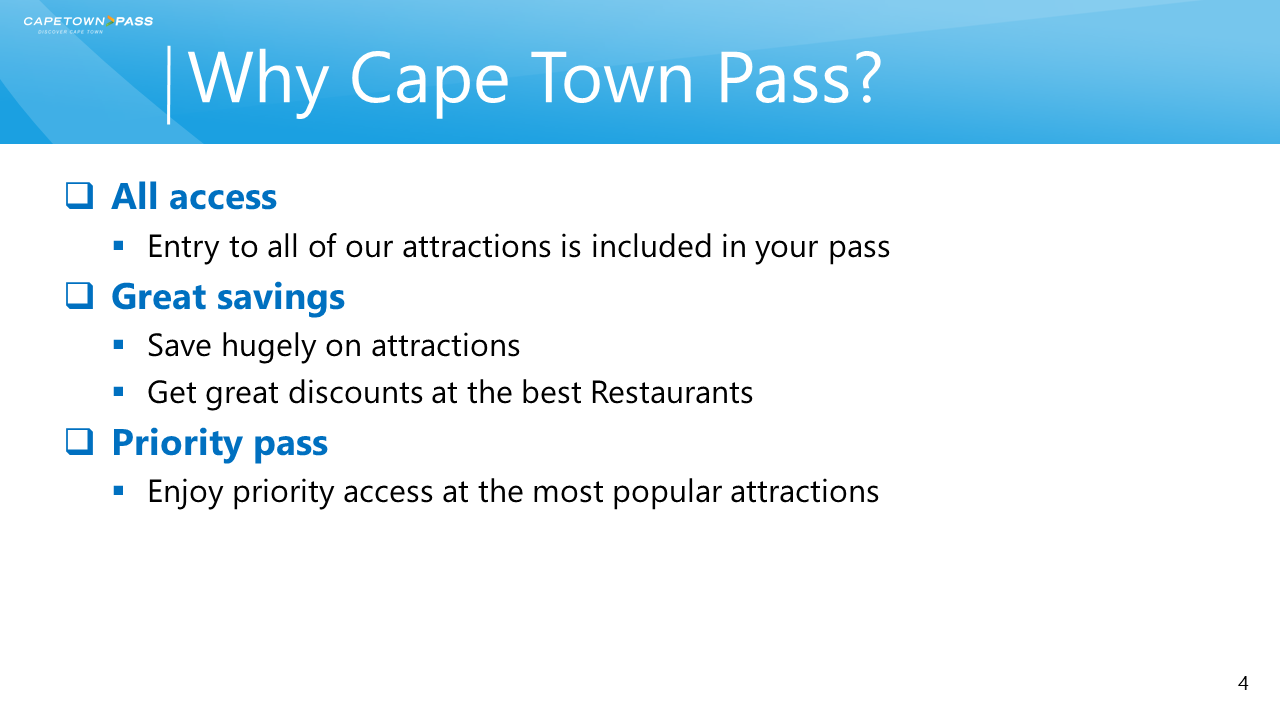 CAPETOWN PASS
DISCOVER CAPE TOWN
Why Cape Town Pass?
All access
Entry to all of our attractions is included in your pass
Great savings
Save hugely on attractions
Get great discounts at the best Restaurants
Priority pass
Enjoy priority access at the most popular attractions
4